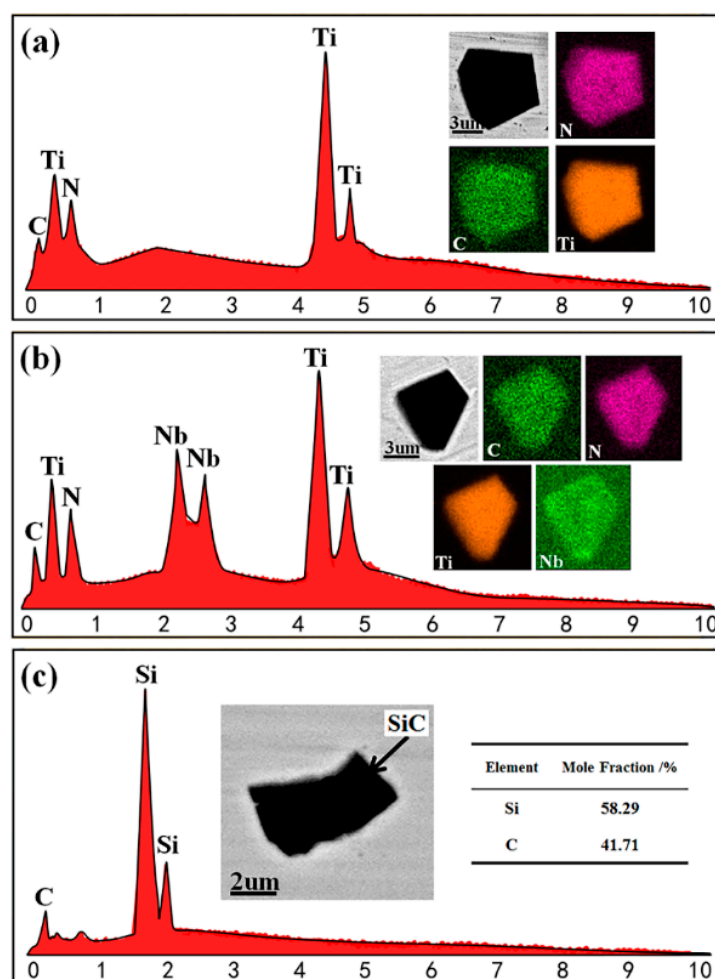 (a)
Ti
Ti
N
C
Ti
3um
N
C
Ti
0 1 2 3 4 5 6 7 8 9 10
(b)
Ti
Nb
Nb
Ti
N
C
Ti
3um
C
N
Ti
Nb
0 1 2 3 4 5 6 7 8 9 10
(c)
Si
Si
C
SiC
2um
Element Mole Fraction /%
Si 58.29
C 41.71
0 1 2 3 4 5 6 7 8 9 10